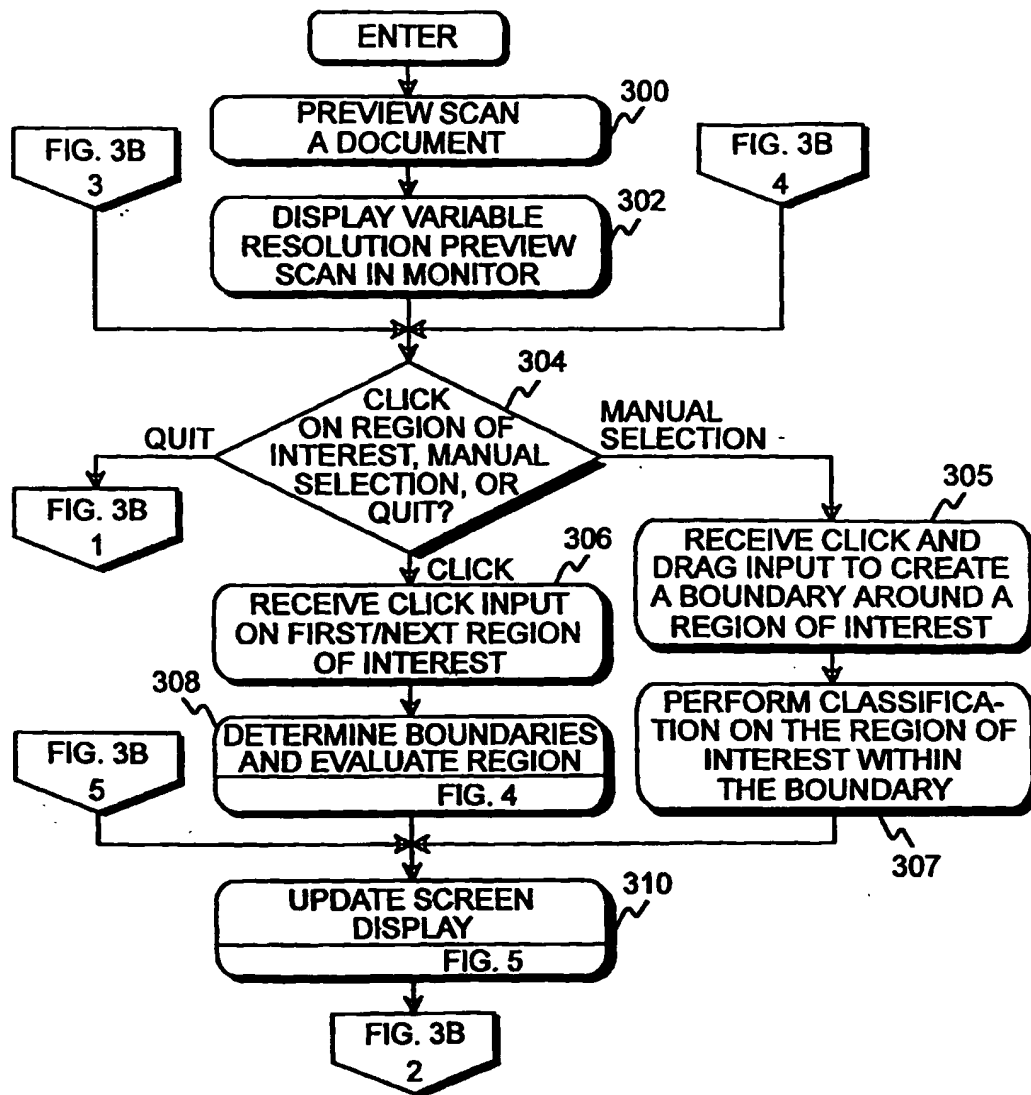 ENTER
300
PREVIEW SCAN
A DOCUMENT
FIG. 3B
3
FIG. 3B
4
302
DISPLAY VARIABLE
RESOLUTION PREVIEW
SCAN IN MONITOR
304
CLICK
ON REGION OF
INTEREST, MANUAL
SELECTION, OR
QUIT?
QUIT
MANUAL
SELECTION
FIG. 3B
1
CLICK
306
RECEIVE CLICK INPUT
ON FIRST/NEXT REGION
OF INTEREST
305
RECEIVE CLICK AND
DRAG INPUT TO CREATE
A BOUNDARY AROUND A
REGION OF INTEREST
308
DETERMINE BOUNDARIES
AND EVALUATE REGION
FIG. 4
PERFORM CLASSIFICA-
TION ON THE REGION OF
INTEREST WITHIN
THE BOUNDARY
307
FIG. 3B
5
310
UPDATE SCREEN
DISPLAY
FIG. 5
FIG. 3B
2